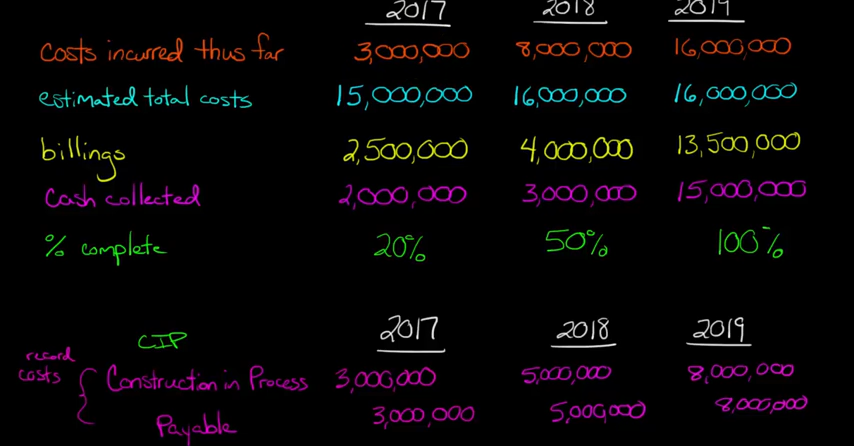 2017 2018 2019
costs incurred thus far 3,000,000 8,000,000 16,000,000
estimated total costs 15,000,000 16,000,000 16,000,000
billings 2,500,000 4,000,000 13,500,000
cash collected 2,000,000 3,000,000 15,000,000
% complete 20% 50% 100%
CIP 2017 2018 2019
record
costs { Construction in Process 3,000,000 5,000,000 8,000,000
Payable 3,000,000 5,000,000 8,000,000